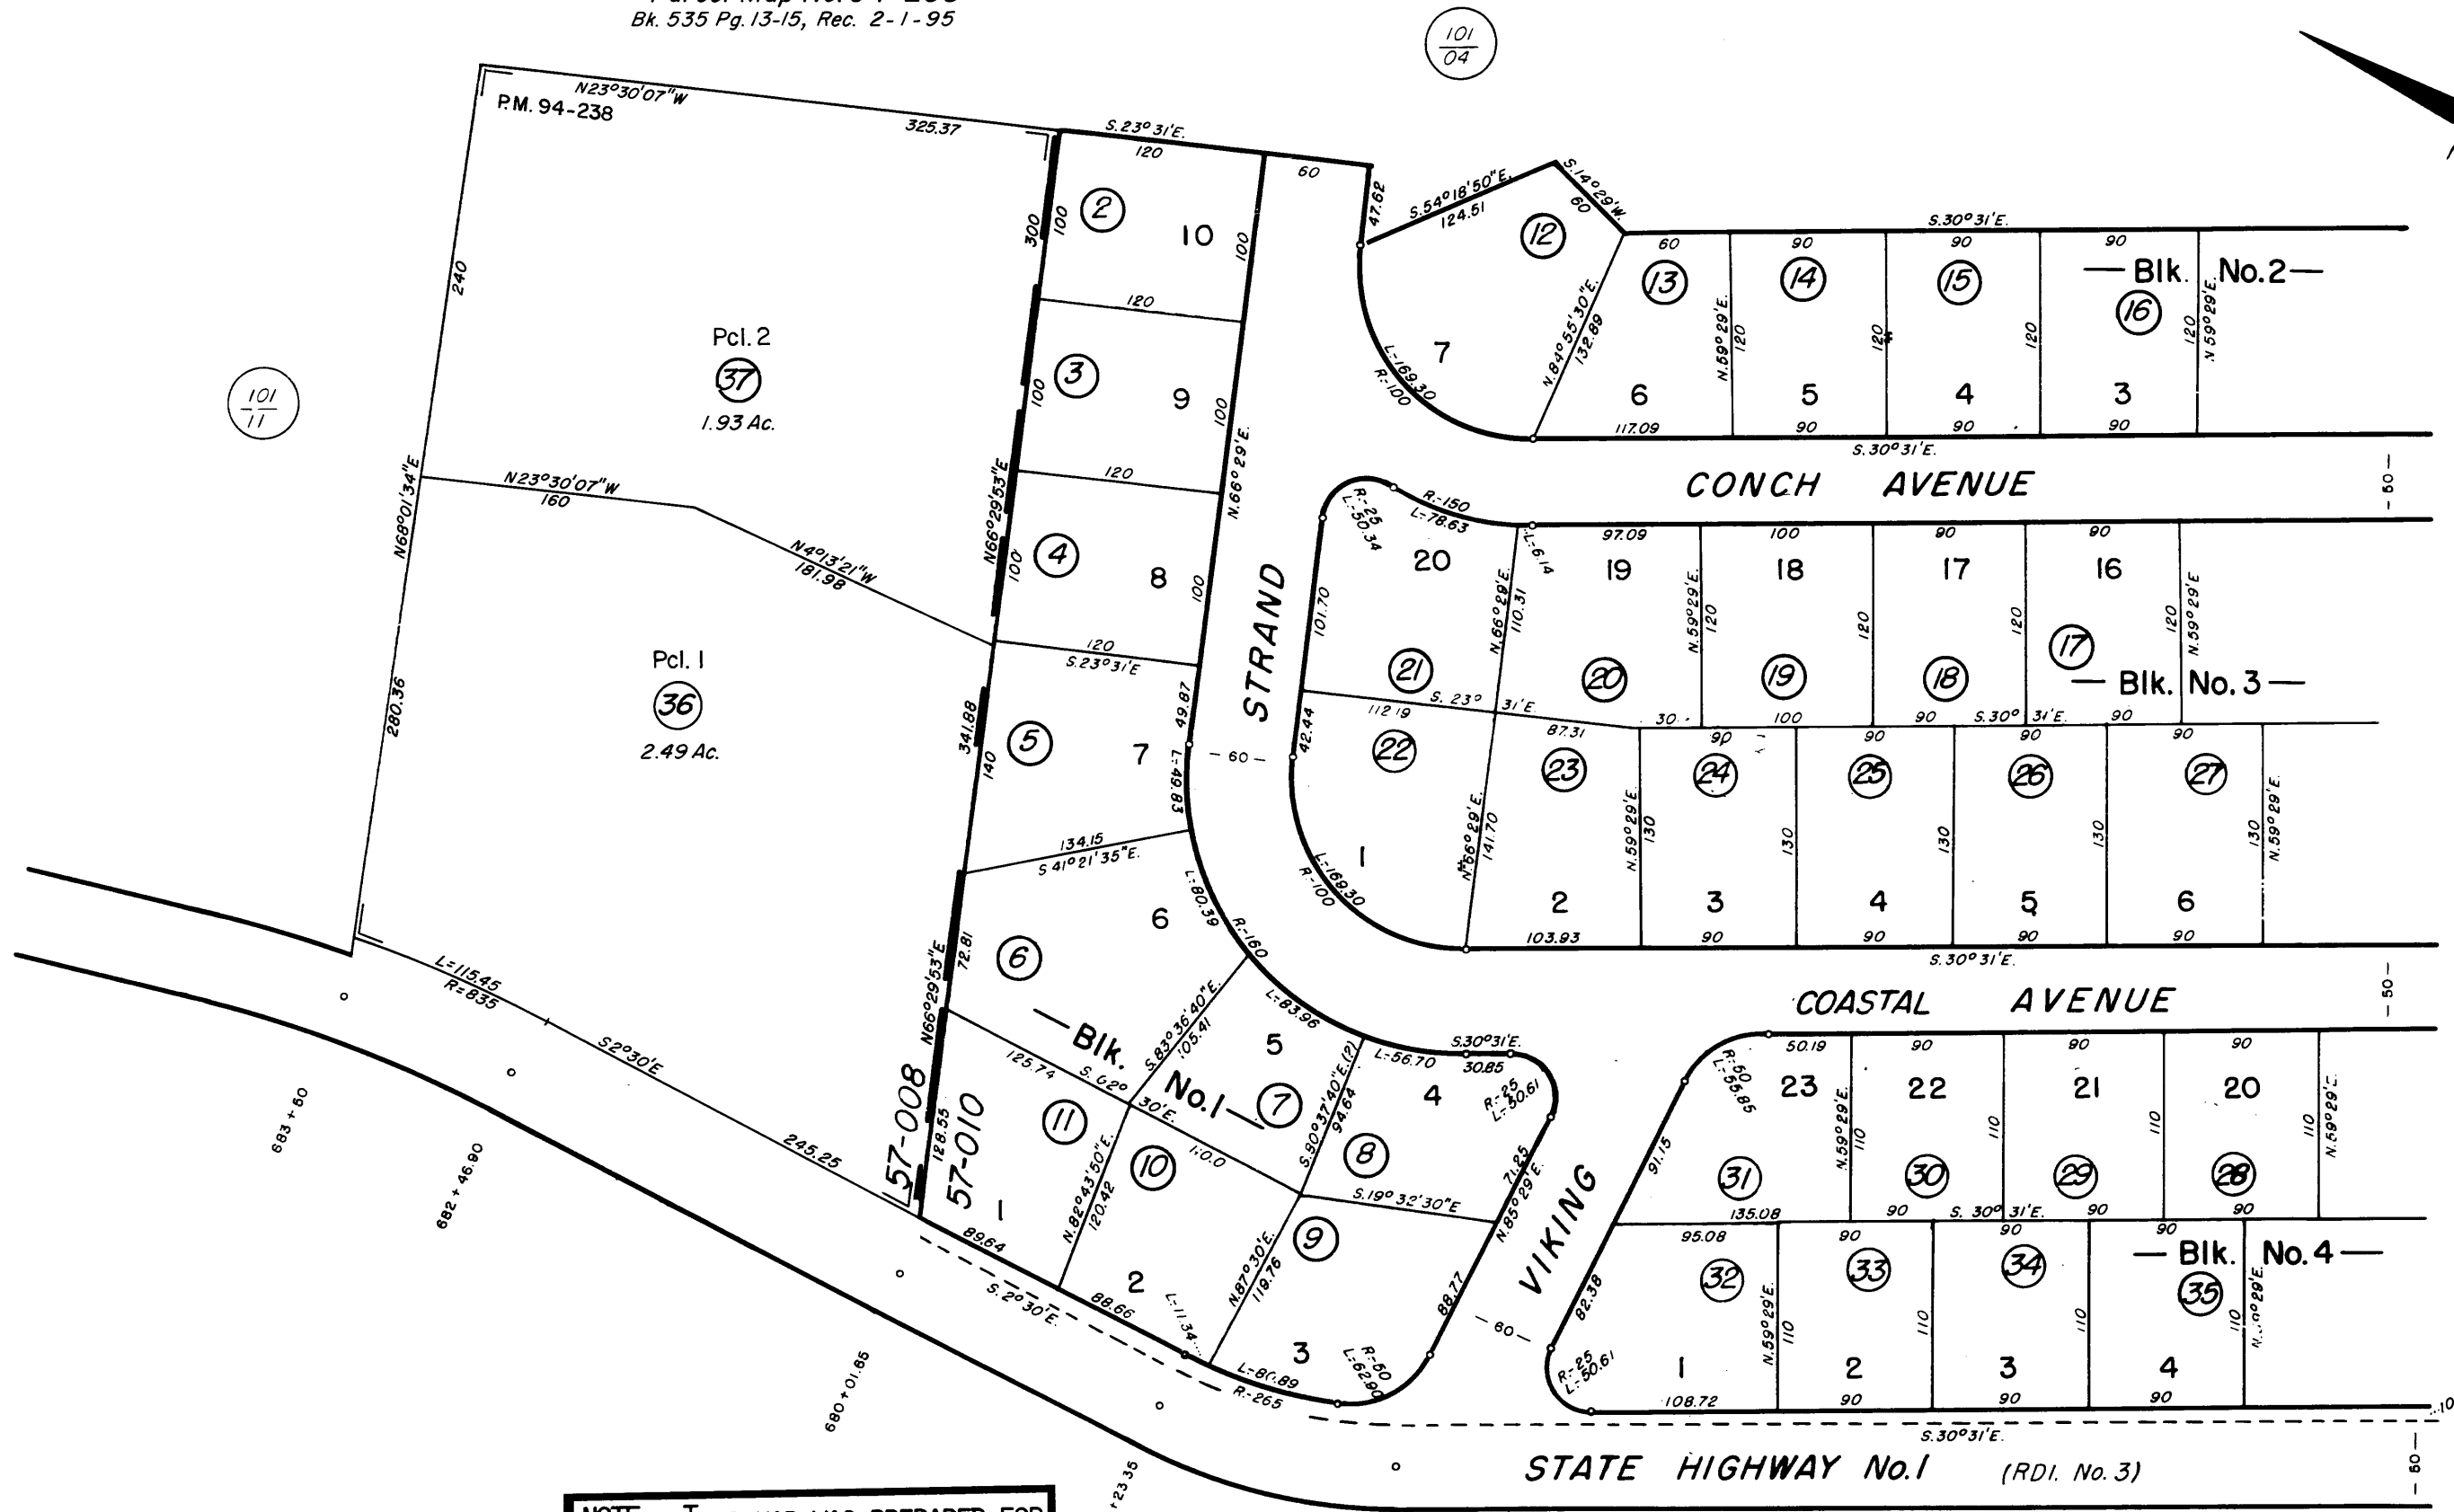 Bk. 535 Pg. 13-15, Rec. 2-1-95
101
04
N23°30'07"W
P.M. 94-238
325.37
S.23°31'E.
120
60
47.62
S.54°18'50"E.
124.51
S.14°29'W.
60
12
2
10
300
100
100
240
Pcl. 2
37
1.93 Ac.
101
11
120
3
9
100
100
N.66°29'E.
120
N66°29'53"E
4
8
100
100
N68°01'34"E
N23°30'07"W
160
N4°13'21"W
181.98
120
S.23°31'E
Pcl. 1
36
2.49 Ac.
280.36
341.88
140
5
7
49.87
L=49.83
134.15
S 41°21'35"E.
6
6
L=80.39
R=160
72.81
N66°29'53"E
L=115.45
R=835
S2°30'E
245.25
7
L=169.30
R=100
N.84°55'30"E.
132.89
S.30°31'E.
60
90
90
90
13
14
15
16
— Blk. No.2 —
N.59°29'E.
120
120
120
120
N 59°29'E.
6
5
4
3
117.09
90
90
90
S.30°31'E.
CONCH AVENUE
- 60 -
STRAND
- 60 -
R=25
L=50.34
R=150
L=78.63
L=6.14
20
101.70
21
N.66°29'E.
110.31
97.09
100
90
90
19
18
17
16
N.59°29'E.
120
120
120
120
N.59°29'E
20
19
18
17
— Blk. No. 3 —
S. 23° 31'E.
112.19
87.31
30
100
90
S.30° 31'E.
90
42.44
22
1
L=169.30
R=100
141.70
90
90
90
90
23
24
25
26
27
N.59°29'E.
130
130
130
130
130
N.59°29'E.
2
3
4
5
6
103.93
90
90
90
90
S.30°31'E.
COASTAL AVENUE
- 50 -
— Blk. No.1 —
L=83.96
S.83°36'40"E.
5
7
L=56.70
S.30°31'E.
30.85
R=25
L=50.61
4
S.80°37'40"E.(?)
94.64
8
71.25
N.85°29'E.
S.19°32'30"E
125.74
S. 62° 30'E.
11
10
57-008
128.55
57-010
1
N.82°43'50"E.
120.42
89.64
S. 2°30'E.
2
88.66
L=11.34
N.87°30'E.
119.76
9
3
88.77
L=80.89
R=265
R=50
L=62.90
VIKING
- 60 -
R=50
L=55.85
50.19
90
90
90
23
22
21
20
N.59°29'E.
110
110
110
110
N.59°29'E.
91.15
31
30
29
28
135.08
90
S. 30° 31'E.
90
90
95.08
90
90
90
— Blk. No. 4 —
82.38
32
33
34
35
N.59°29'E.
110
110
110
110
R=25
L=50.61
1
2
3
4
108.72
90
90
90
S.30°31'E.
STATE HIGHWAY No.1 (RDI. No. 3)
- 60 -
683 + 60
682 + 46.90
680 + 01.65
+ 23.35